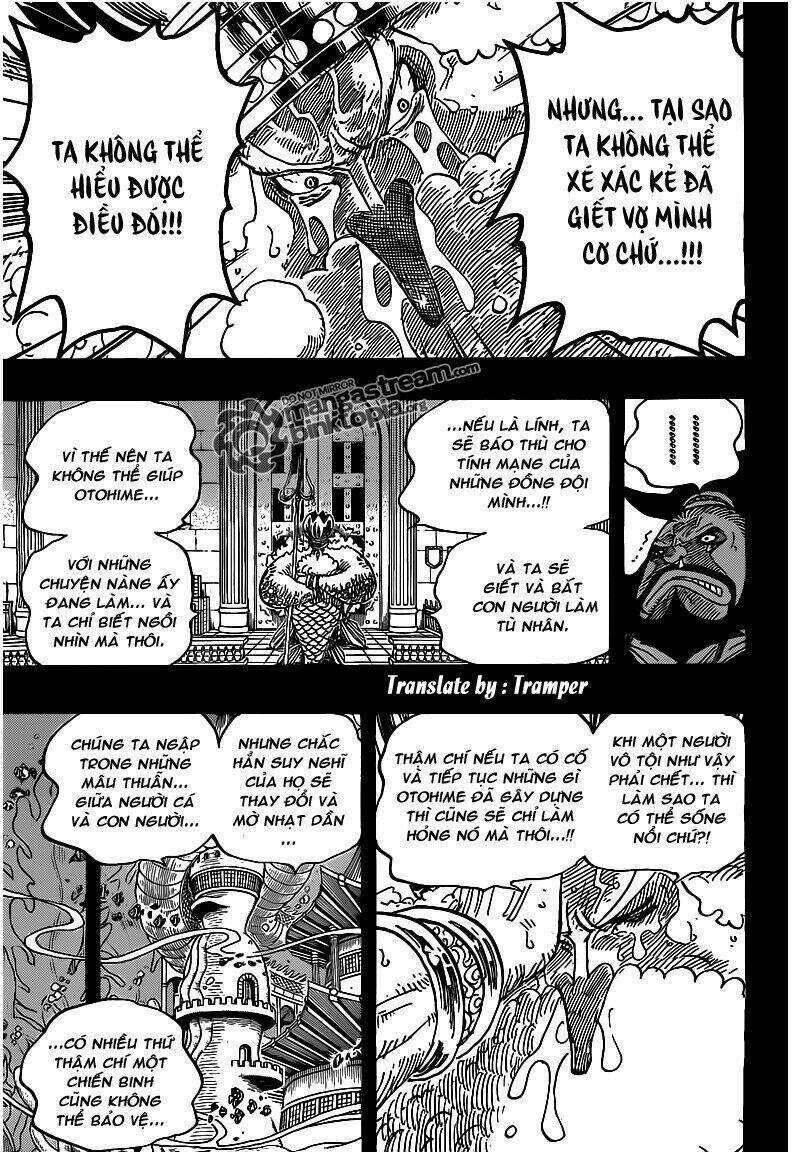 NHƯNG... TẠI SAO
TA KHÔNG THỂ
XÉ XÁC KẺ ĐÃ
GIẾT VỢ MÌNH
CƠ CHỨ...!!!
TA KHÔNG THỂ
HIỂU ĐƯỢC
ĐIỀU ĐÓ!!!
DO NOT MIRROR
mangastream.com
binktopia
...NẾU LÀ LÍNH, TA
SẼ BÁO THÙ CHO
TÍNH MẠNG CỦA
NHỮNG ĐỒNG ĐỘI
MÌNH...!!
VÀ TA SẼ
GIẾT VÀ BẮT
CON NGƯỜI LÀM
TÙ NHÂN.
VÌ THẾ NÊN TA
KHÔNG THỂ GIÚP
OTOHIME...
VỚI NHỮNG
CHUYỆN NÀNG ẤY
ĐANG LÀM... VÀ
TA CHỈ BIẾT NGỒI
NHÌN MÀ THÔI.
Translate by : Tramper
KHI MỘT NGƯỜI
VÔ TỘI NHƯ VẬY
PHẢI CHẾT... THÌ
LÀM SAO TA
CÓ THỂ SỐNG
NỔI CHỨ?!
THẬM CHÍ NẾU TA CÓ CỐ
VÀ TIẾP TỤC NHỮNG GÌ
OTOHIME ĐÃ GÂY DỰNG
THÌ CŨNG SẼ CHỈ LÀM
HỎNG NÓ MÀ THÔI...!!
NHƯNG CHẮC
HẲN SUY NGHĨ
CỦA HỌ SẼ
THAY ĐỔI VÀ
MỜ NHẠT DẦN
...
CHÚNG TA NGẬP
TRONG NHỮNG
MÂU THUẪN...
GIỮA NGƯỜI CÁ
VÀ CON NGƯỜI...
...CÓ NHIỀU THỨ
THẬM CHÍ MỘT
CHIẾN BINH
CŨNG KHÔNG
THỂ BẢO VỆ...